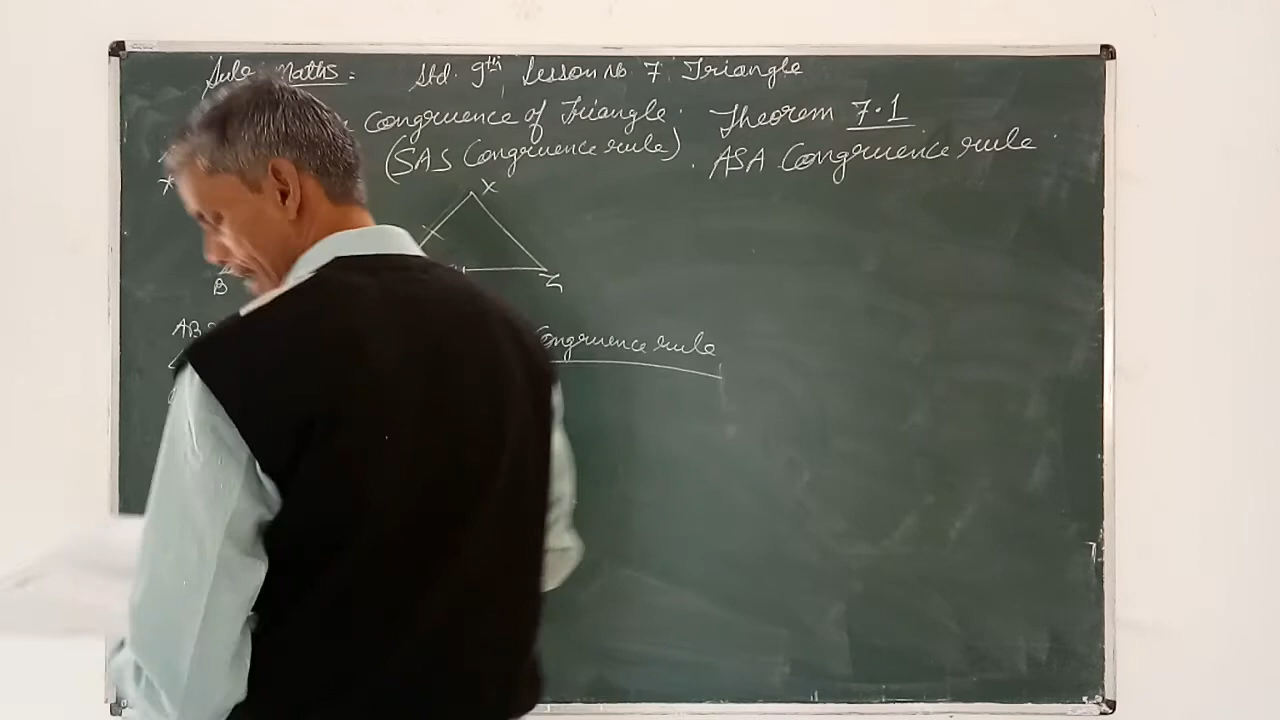 Maths: Std. 9th, Lesson no. 7, Triangle
congruence of Triangle. Theorem 7.1
(SAS Congruence rule). ASA Congruence rule.
X
B Z
AB
Congruence rule